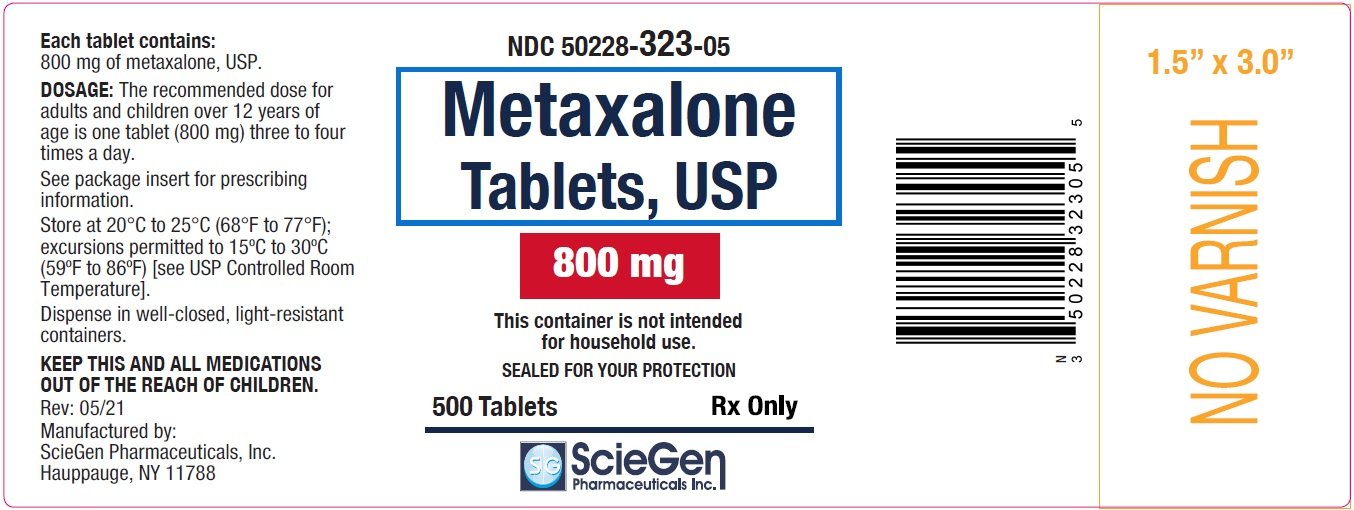 Each tablet contains:
800 mg of metaxalone, USP.
DOSAGE: The recommended dose for
adults and children over 12 years of
age is one tablet (800 mg) three to four
times a day.
See package insert for prescribing
information.
Store at 20°C to 25°C (68°F to 77°F);
excursions permitted to 15ºC to 30ºC
(59ºF to 86ºF) [see USP Controlled Room
Temperature].
Dispense in well-closed, light-resistant
containers.
KEEP THIS AND ALL MEDICATIONS
OUT OF THE REACH OF CHILDREN.
Rev: 05/21
Manufactured by:
ScieGen Pharmaceuticals, Inc.
Hauppauge, NY 11788
NDC 50228-323-05
Metaxalone
Tablets, USP
800 mg
This container is not intended
for household use.
SEALED FOR YOUR PROTECTION
500 Tablets Rx Only
SG ScieGen
Pharmaceuticals Inc.
N 3 5022832305 5
1.5” x 3.0”
NO VARNISH